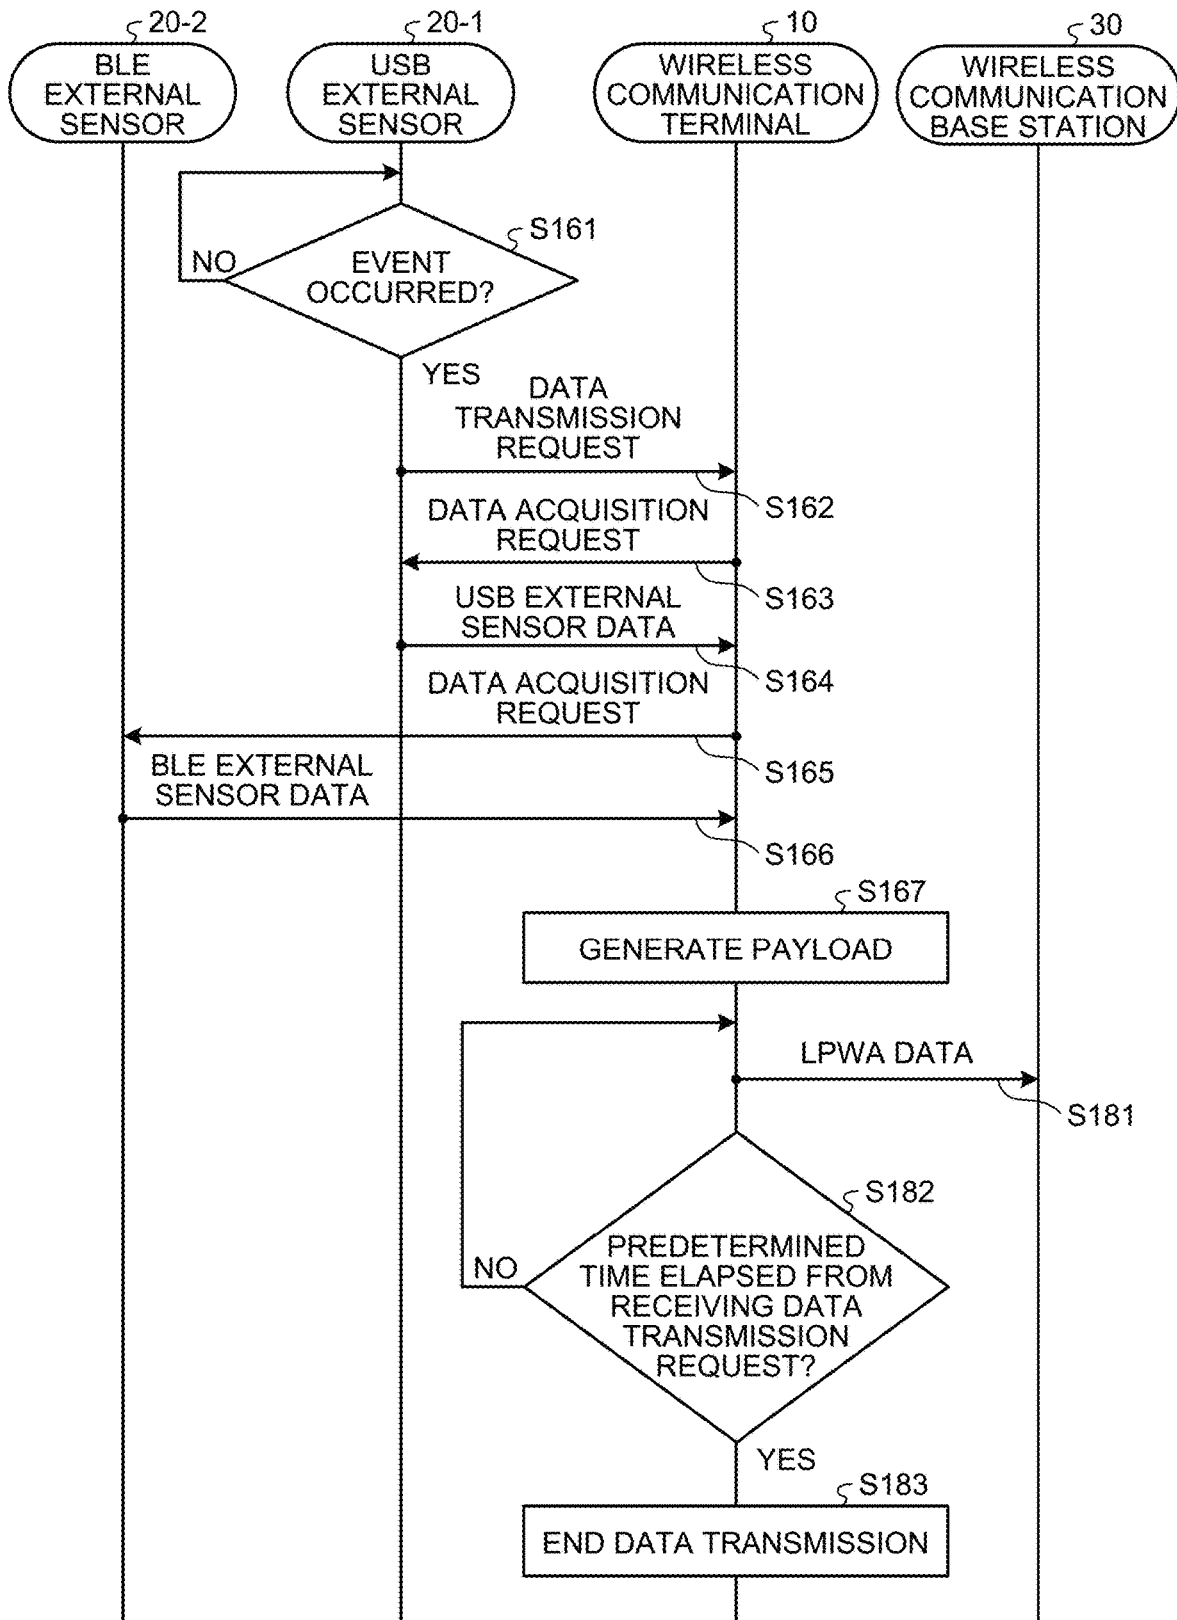 20-2
20-1
10
30
BLE
EXTERNAL
SENSOR
USB
EXTERNAL
SENSOR
WIRELESS
COMMUNICATION
TERMINAL
WIRELESS
COMMUNICATION
BASE STATION
S161
NO
EVENT
OCCURRED?
YES
DATA
TRANSMISSION
REQUEST
S162
DATA ACQUISITION
REQUEST
S163
USB EXTERNAL
SENSOR DATA
S164
DATA ACQUISITION
REQUEST
S165
BLE EXTERNAL
SENSOR DATA
S166
S167
GENERATE PAYLOAD
LPWA DATA
S181
S182
NO
PREDETERMINED
TIME ELAPSED FROM
RECEIVING DATA
TRANSMISSION
REQUEST?
YES
S183
END DATA TRANSMISSION